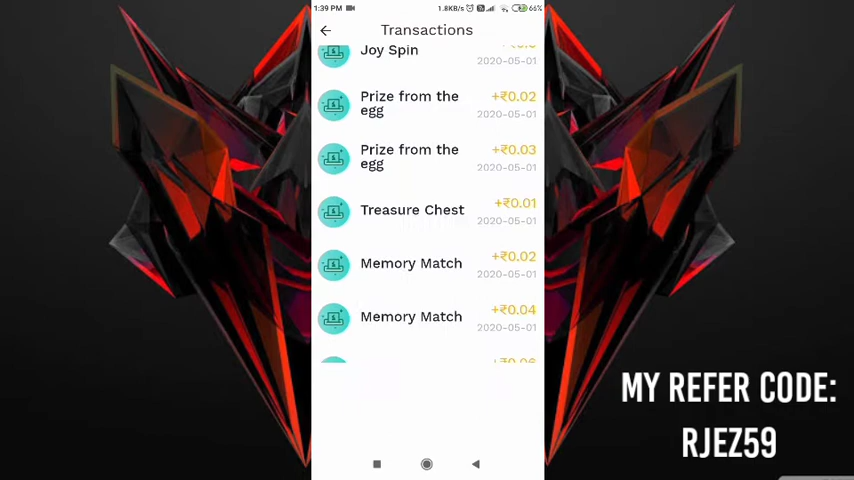 1:39 PM
1.8KB/s
66%
Transactions
Joy Spin
2020-05-01
Prize from the egg
+₹0.02
2020-05-01
Prize from the egg
+₹0.03
2020-05-01
Treasure Chest
+₹0.01
2020-05-01
Memory Match
+₹0.02
2020-05-01
Memory Match
+₹0.04
2020-05-01
MY REFER CODE:
RJEZ59